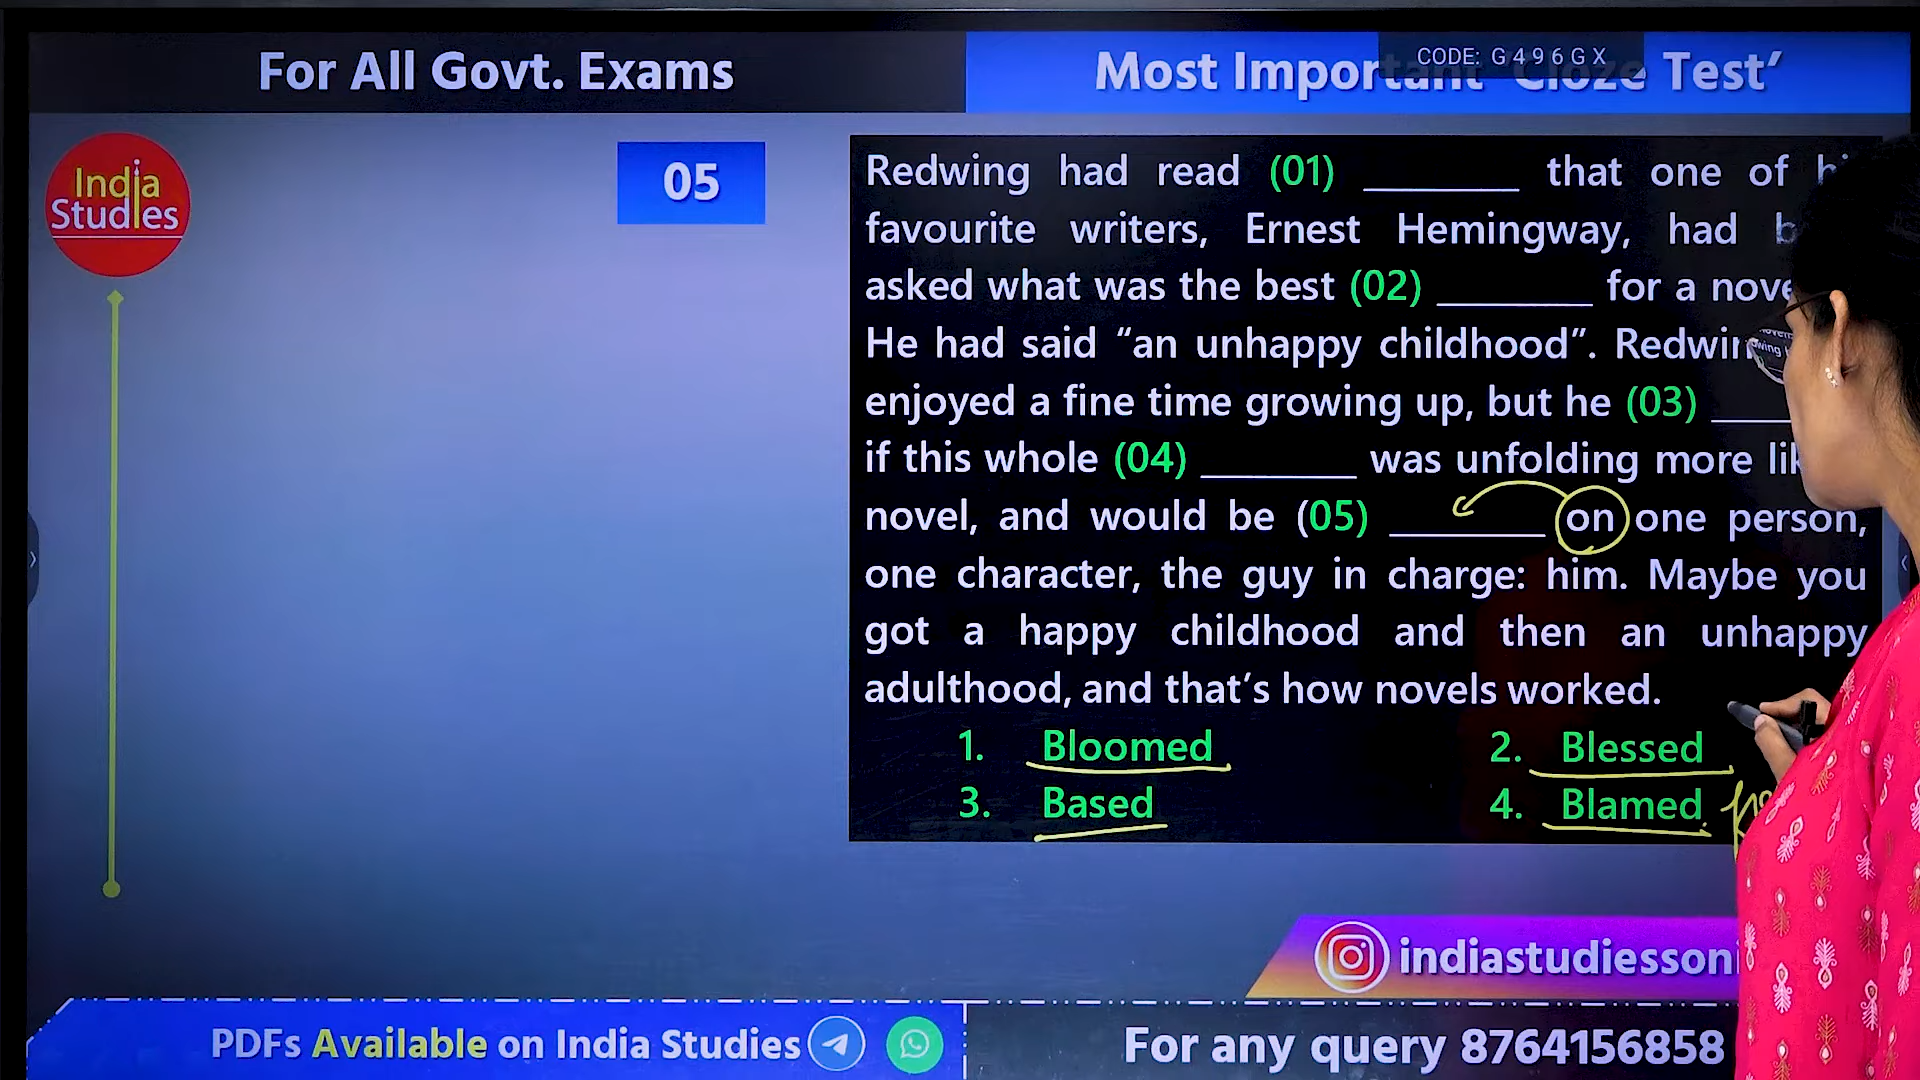 For All Govt. Exams
Most Important 'Cloze Test'
CODE: G496GX
India
Studies
05
Redwing had read (01) ________ that one of
favourite writers, Ernest Hemingway, had
asked what was the best (02) ________ for a
He had said “an unhappy childhood”.
enjoyed a fine time growing up, but he (03) ____
if this whole (04) ________ was unfolding more
novel, and would be (05) ________ on one person,
one character, the guy in charge: him. Maybe you
got a happy childhood and then an unhappy
adulthood, and that’s how novels worked.
1. Bloomed
2. Blessed
3. Based
4. Blamed
indiastudiesson
PDFs Available on India Studies
For any query 8764156858